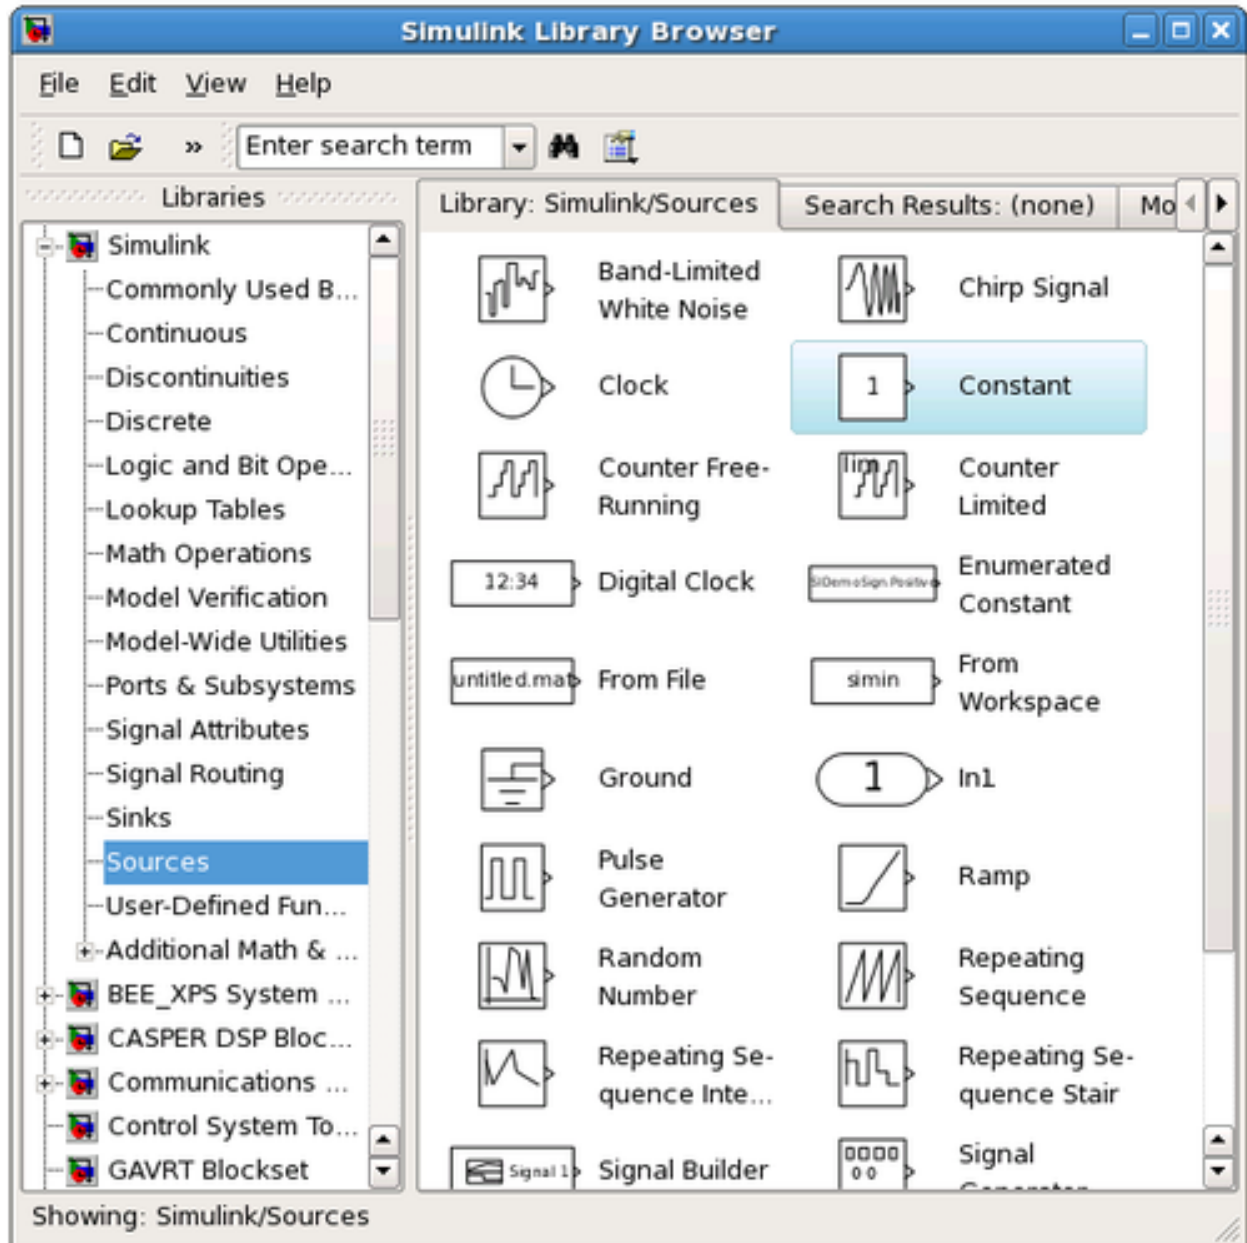 Simulink Library Browser
File Edit View Help
» Enter search term
Libraries
Simulink
Commonly Used B...
Continuous
Discontinuities
Discrete
Logic and Bit Ope...
Lookup Tables
Math Operations
Model Verification
Model-Wide Utilities
Ports & Subsystems
Signal Attributes
Signal Routing
Sinks
Sources
User-Defined Fun...
Additional Math & ...
BEE_XPS System ...
CASPER DSP Bloc...
Communications ...
Control System To...
GAVRT Blockset
Library: Simulink/Sources Search Results: (none) Mo
Band-Limited
White Noise
Chirp Signal
Clock
1 Constant
Counter Free-
Running
lim
Counter
Limited
12:34 Digital Clock
SlDemoSign.Positive
Enumerated
Constant
untitled.mat From File
simin
From
Workspace
Ground
1 In1
Pulse
Generator
Ramp
Random
Number
Repeating
Sequence
Repeating Se-
quence Inte...
Repeating Se-
quence Stair
Signal 1 Signal Builder
Signal
Generator
Showing: Simulink/Sources